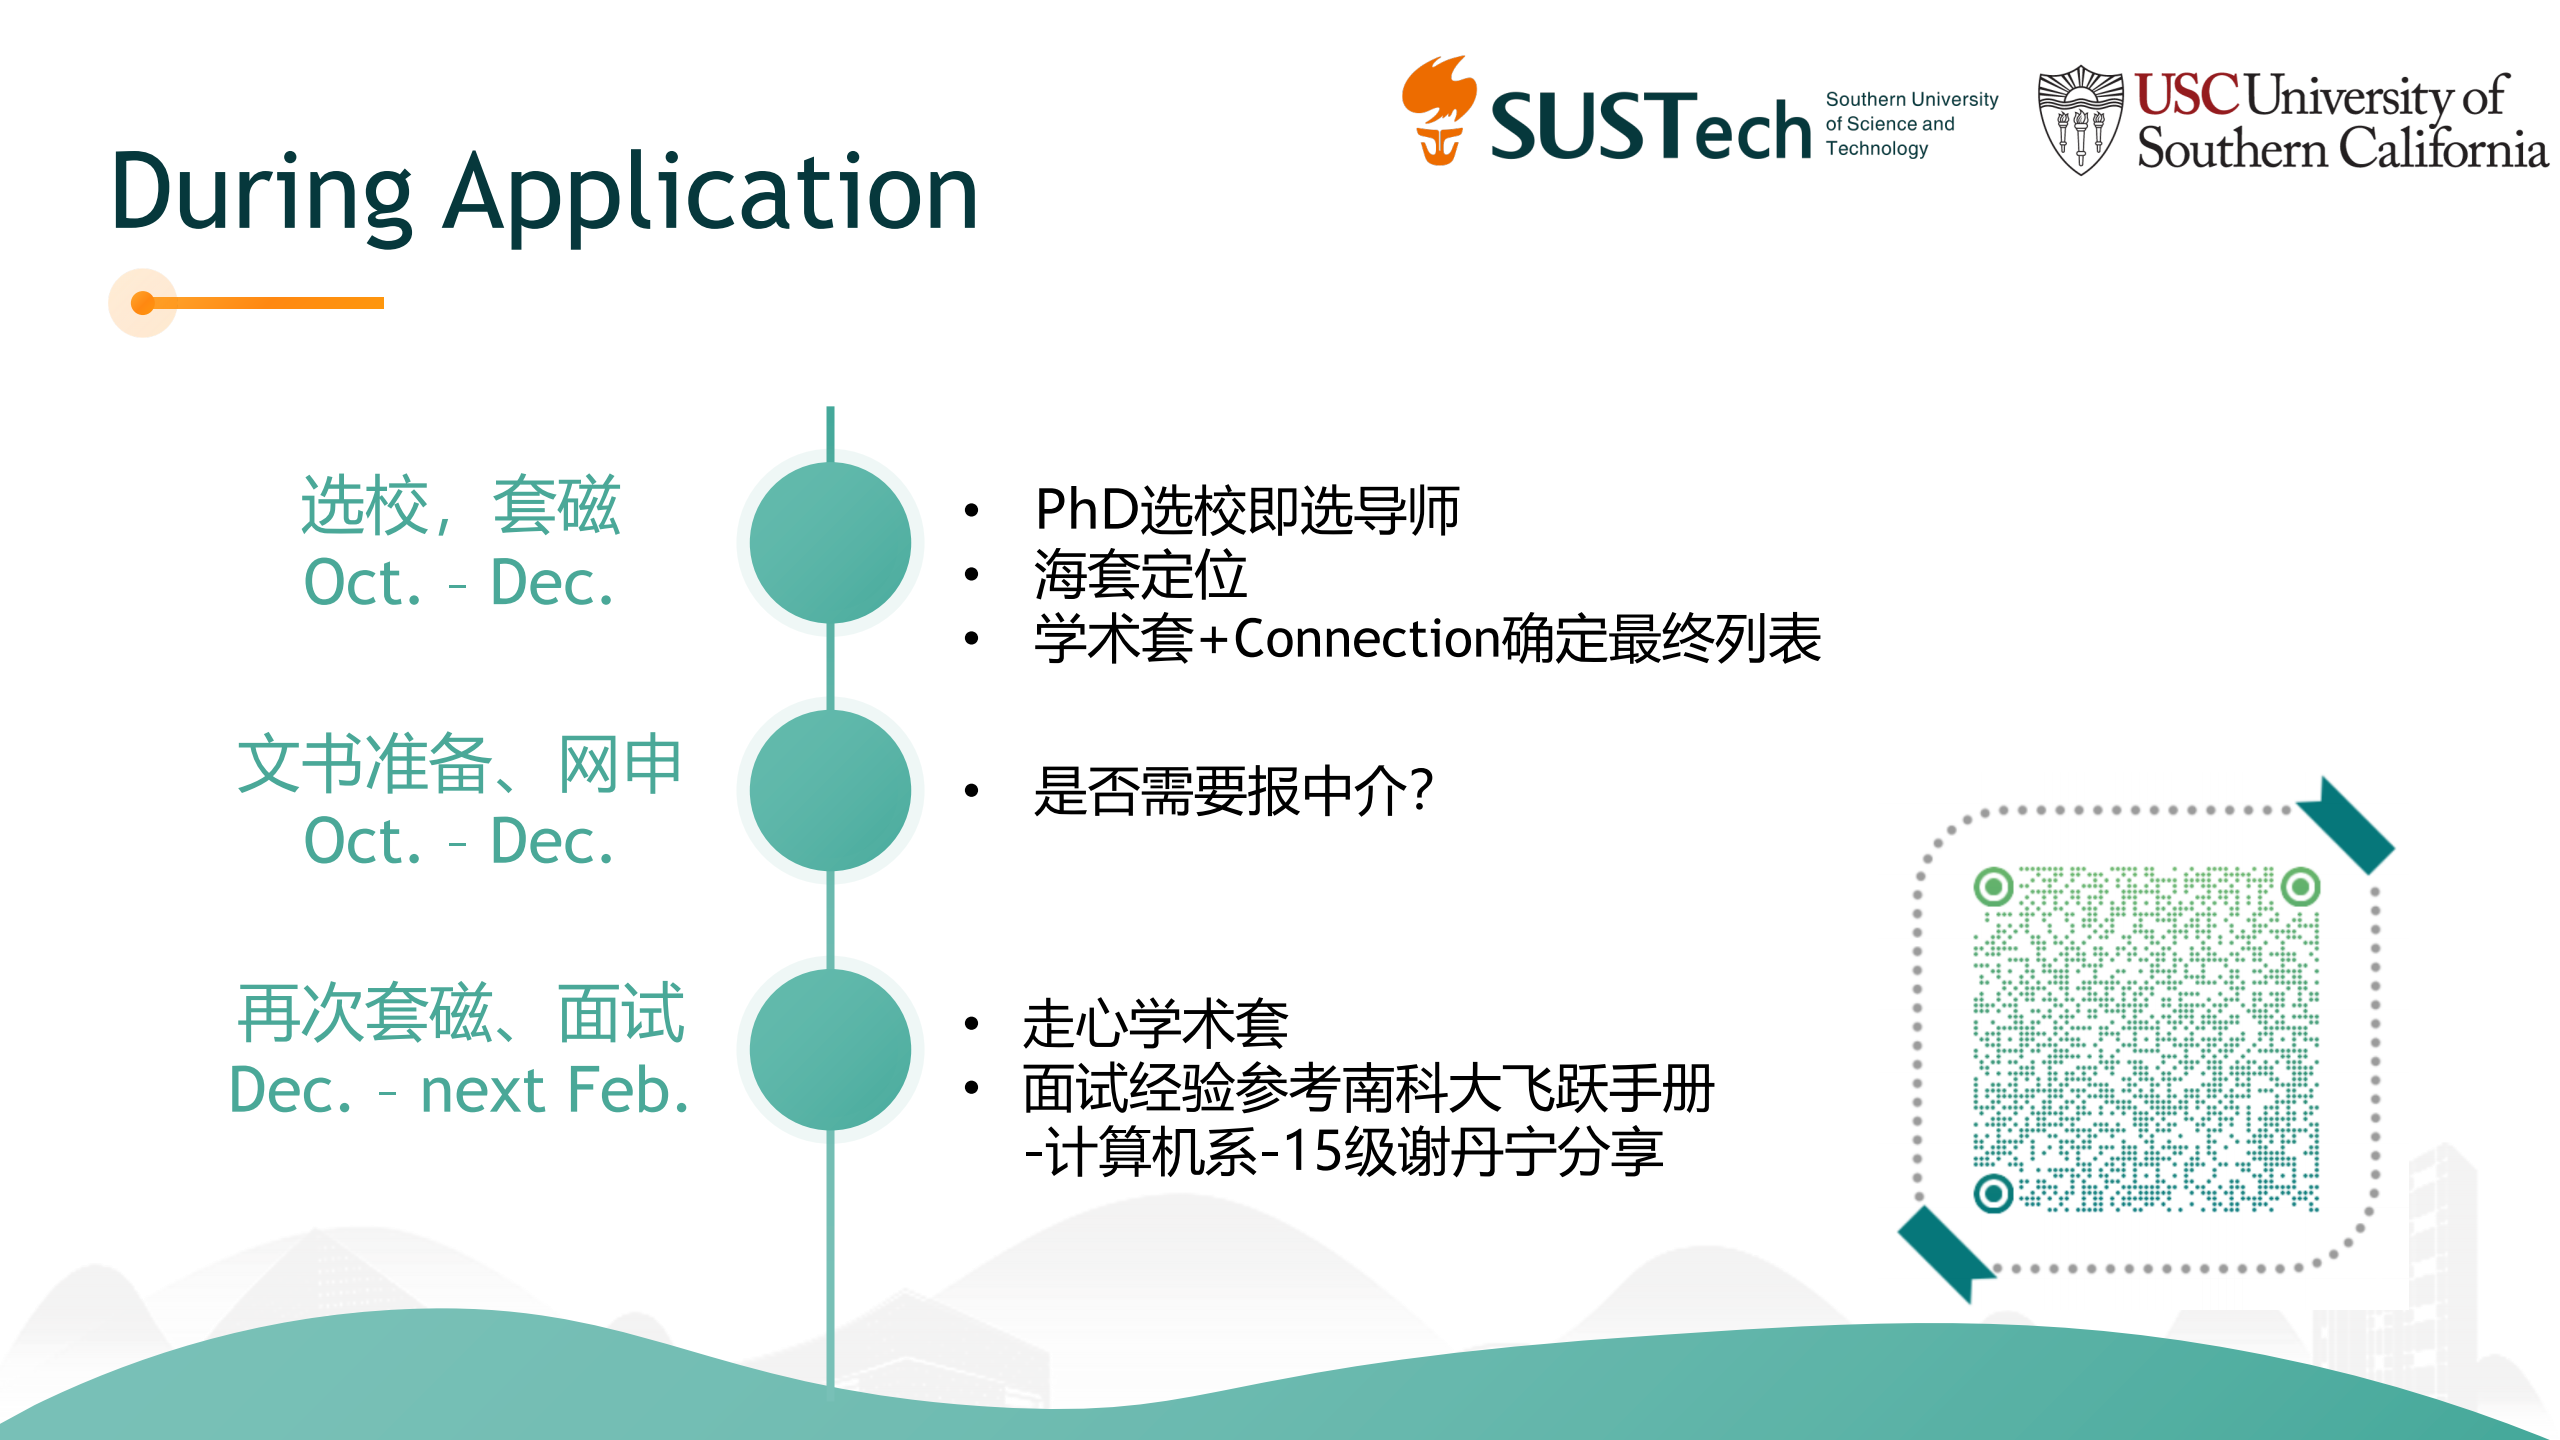 SUSTech
Southern University
of Science and
Technology
USC University of
Southern California
During Application
选校，套磁
Oct. - Dec.
• PhD选校即选导师
• 海套定位
• 学术套+Connection确定最终列表
文书准备、网申
Oct. - Dec.
• 是否需要报中介?
再次套磁、面试
Dec. - next Feb.
• 走心学术套
• 面试经验参考南科大飞跃手册
-计算机系-15级谢丹宁分享